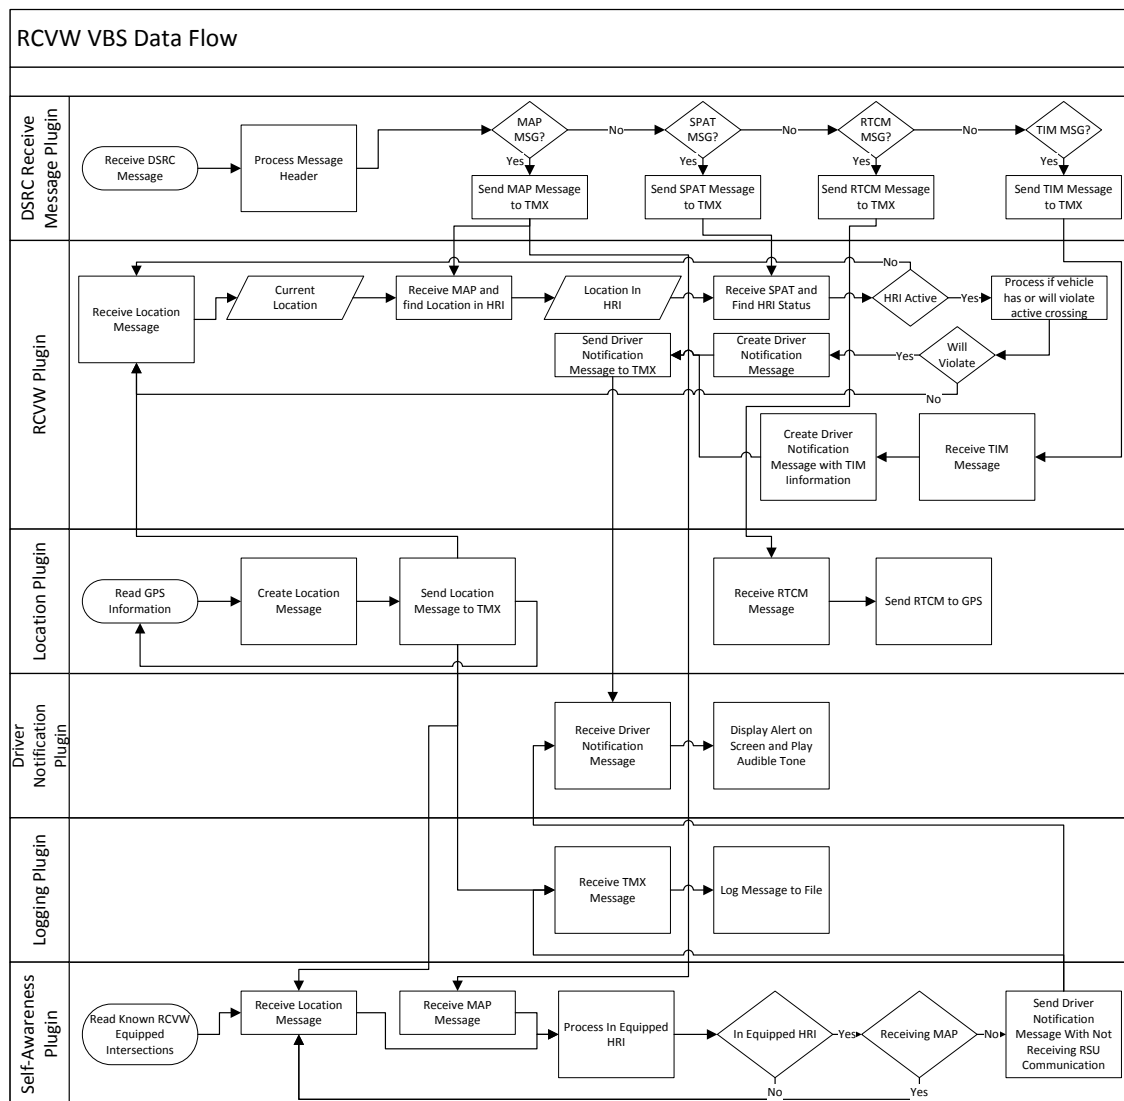 RCVW VBS Data Flow
DSRC Receive
Message Plugin
Receive DSRC
Message
Process Message
Header
MAP
MSG?
No
SPAT
MSG?
No
RTCM
MSG?
No
TIM MSG?
Yes
Yes
Yes
Yes
Send MAP Message
to TMX
Send SPAT Message
to TMX
Send RTCM Message
to TMX
Send TIM Message
to TMX
RCVW Plugin
Receive Location
Message
Current
Location
Receive MAP and
find Location in HRI
Location In
HRI
Receive SPAT and
Find HRI Status
No
HRI Active
Yes
Process if vehicle
has or will violate
active crossing
Send Driver
Notification
Message to TMX
Create Driver
Notification
Message
Yes
Will
Violate
No
Create Driver
Notification
Message with TIM
Iinformation
Receive TIM
Message
Location Plugin
Read GPS
Information
Create Location
Message
Send Location
Message to TMX
Receive RTCM
Message
Send RTCM to GPS
Driver
Notification
Plugin
Receive Driver
Notification
Message
Display Alert on
Screen and Play
Audible Tone
Logging Plugin
Receive TMX
Message
Log Message to File
Self-Awareness
Plugin
Read Known RCVW
Equipped
Intersections
Receive Location
Message
Receive MAP
Message
Process In Equipped
HRI
In Equipped HRI
Yes
Receiving MAP
No
Send Driver
Notification
Message With Not
Receiving RSU
Communication
No
Yes